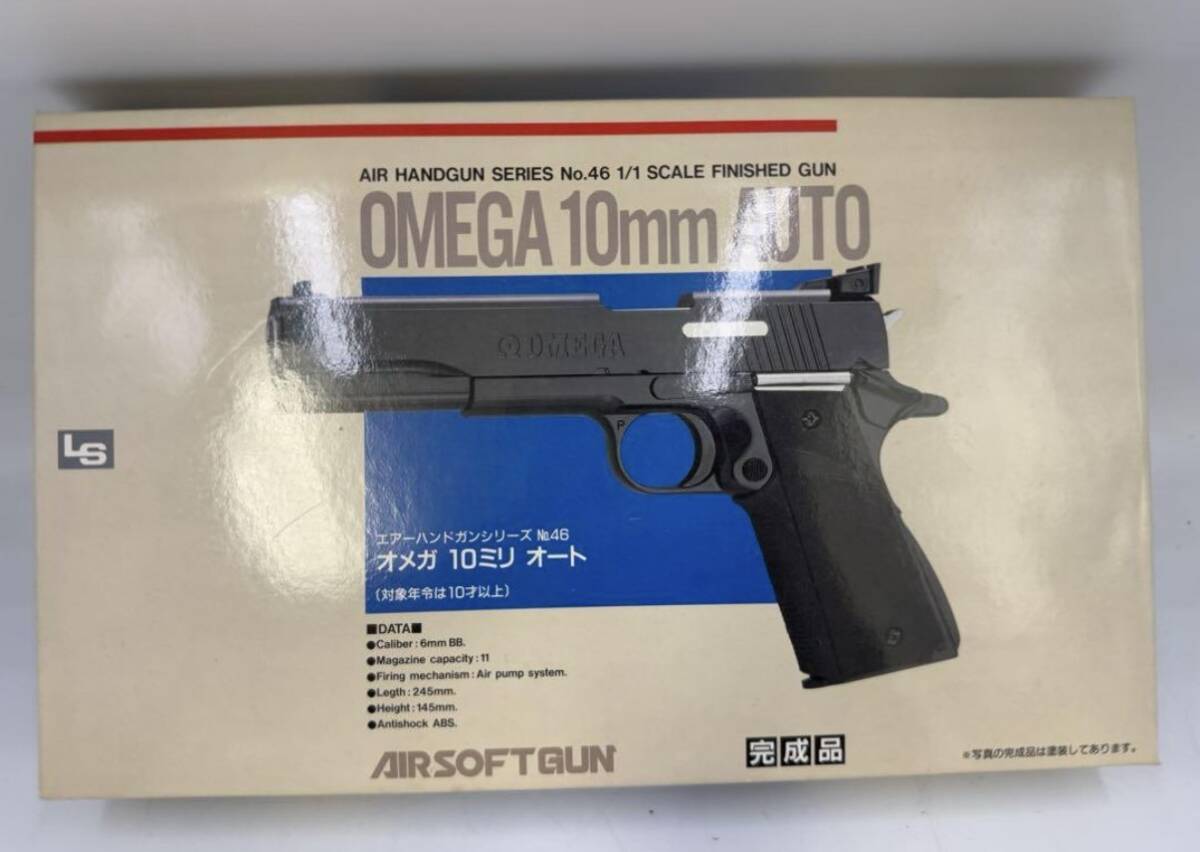 AIR HANDGUN SERIES No.46 1/1 SCALE FINISHED GUN
OMEGA 10mm AUTO
OMEGA
P
LS
エアーハンドガンシリーズ №46
オメガ 10ミリ オート
(対象年令は10才以上)
■DATA■
●Caliber : 6mm BB.
●Magazine capacity : 11
●Firing mechanism : Air pump system.
●Legth : 245mm.
●Height : 145mm.
●Antishock ABS.
AIRSOFTGUN
完成品
※写真の完成品は塗装してあります。